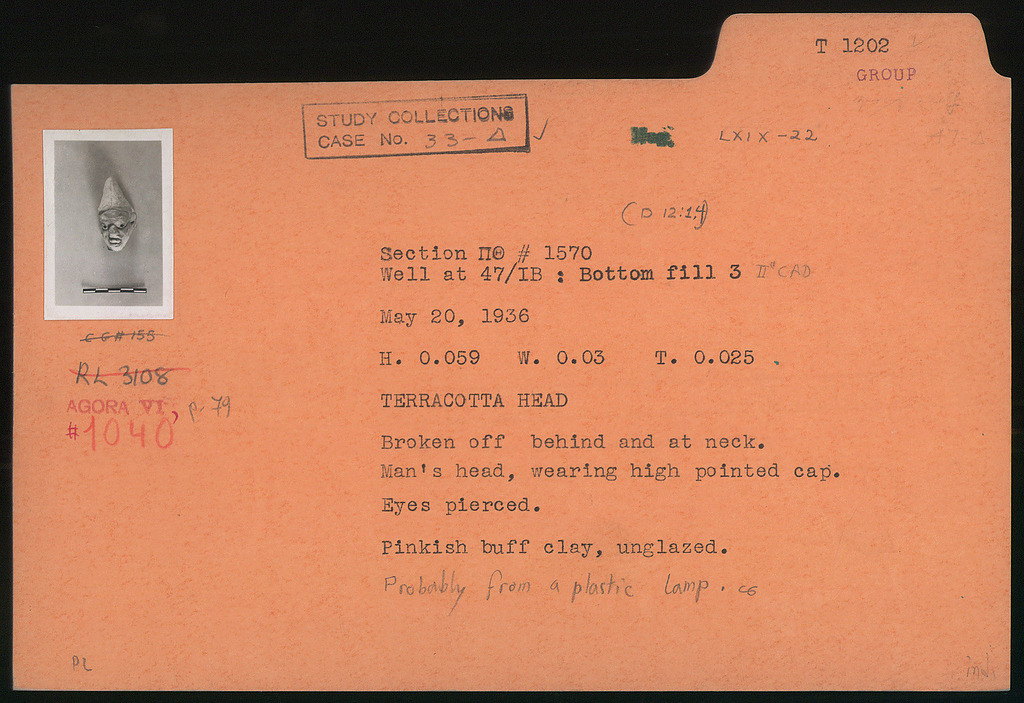 T 1202
GROUP
STUDY COLLECTIONS
CASE No. 33-Δ ✓
Neg. LXIX-22
(D 12:1)
Section ΠΘ # 1570
Well at 47/IB : Bottom fill 3 CAD
May 20, 1936
H. 0.059 W. 0.03 T. 0.025 .
TERRACOTTA HEAD
Broken off behind and at neck.
Man's head, wearing high pointed cap.
Eyes pierced.
Pinkish buff clay, unglazed.
Probably from a plastic lamp. CG
CG#155
RL 3108
AGORA VI, p. 79
#1040